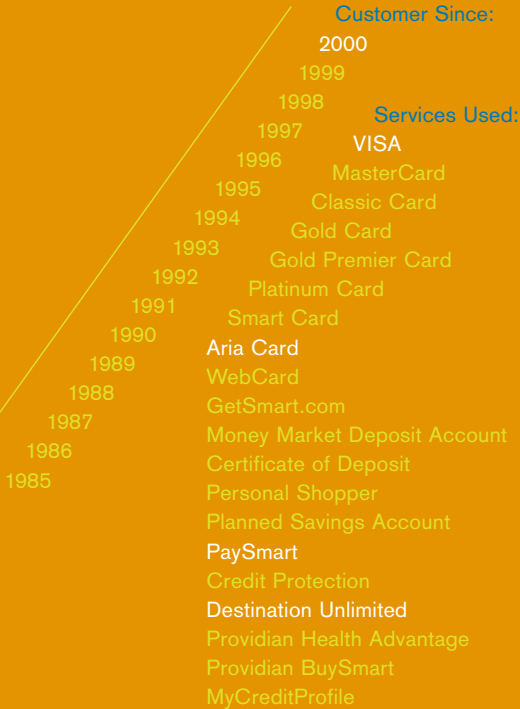 Customer Since:
2000
1999
1998
1997
1996
1995
1994
1993
1992
1991
1990
1989
1988
1987
1986
1985
Services Used:
VISA
MasterCard
Classic Card
Gold Card
Gold Premier Card
Platinum Card
Smart Card
Aria Card
WebCard
GetSmart.com
Money Market Deposit Account
Certificate of Deposit
Personal Shopper
Planned Savings Account
PaySmart
Credit Protection
Destination Unlimited
Providian Health Advantage
Providian BuySmart
MyCreditProfile